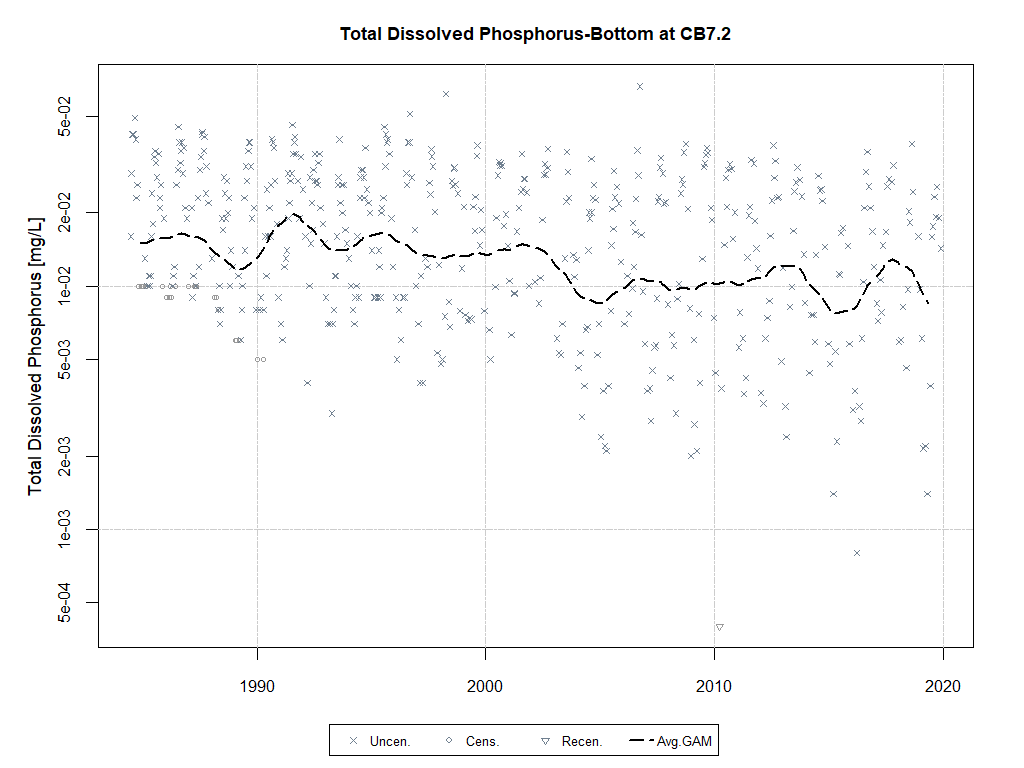 Total Dissolved Phosphorus-Bottom at CB7.2
Total Dissolved Phosphorus [mg/L]
5e-02
2e-02
1e-02
5e-03
2e-03
1e-03
5e-04
1990 2000 2010 2020
Uncen. Cens. Recen. Avg.GAM